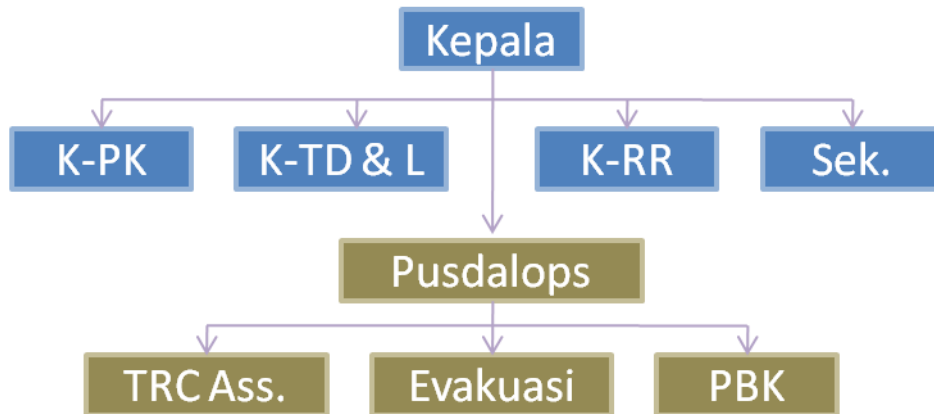 Kepala
K-PK
K-TD & L
K-RR
Sek.
Pusdalops
TRC Ass.
Evakuasi
PBK